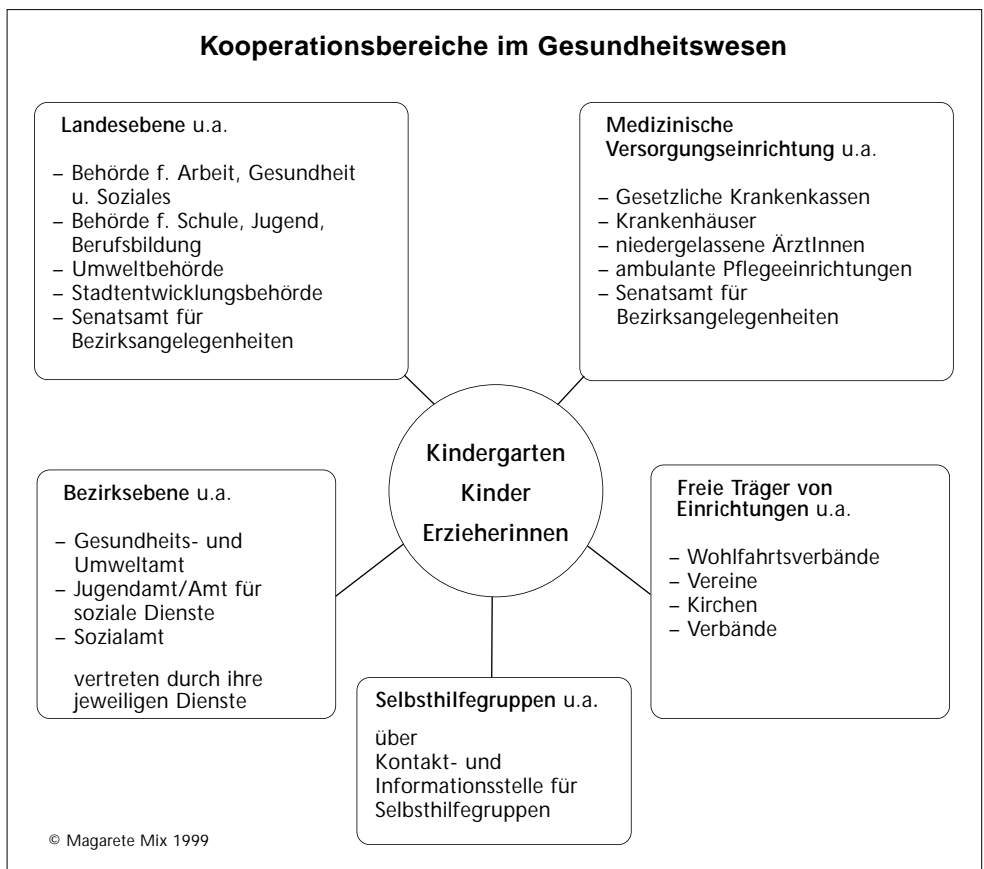 Kooperationsbereiche im Gesundheitswesen
Landesebene u.a.
– Behörde f. Arbeit, Gesundheit
u. Soziales
– Behörde f. Schule, Jugend,
Berufsbildung
– Umweltbehörde
– Stadtentwicklungsbehörde
– Senatsamt für
Bezirksangelegenheiten
Medizinische
Versorgungseinrichtung u.a.
– Gesetzliche Krankenkassen
– Krankenhäuser
– niedergelassene ÄrztInnen
– ambulante Pflegeeinrichtungen
– Senatsamt für
Bezirksangelegenheiten
Kindergarten
Kinder
Erzieherinnen
Bezirksebene u.a.
– Gesundheits- und
Umweltamt
– Jugendamt/Amt für
soziale Dienste
– Sozialamt
vertreten durch ihre
jeweiligen Dienste
Freie Träger von
Einrichtungen u.a.
– Wohlfahrtsverbände
– Vereine
– Kirchen
– Verbände
Selbsthilfegruppen u.a.
über
Kontakt- und
Informationsstelle für
Selbsthilfegruppen
© Magarete Mix 1999